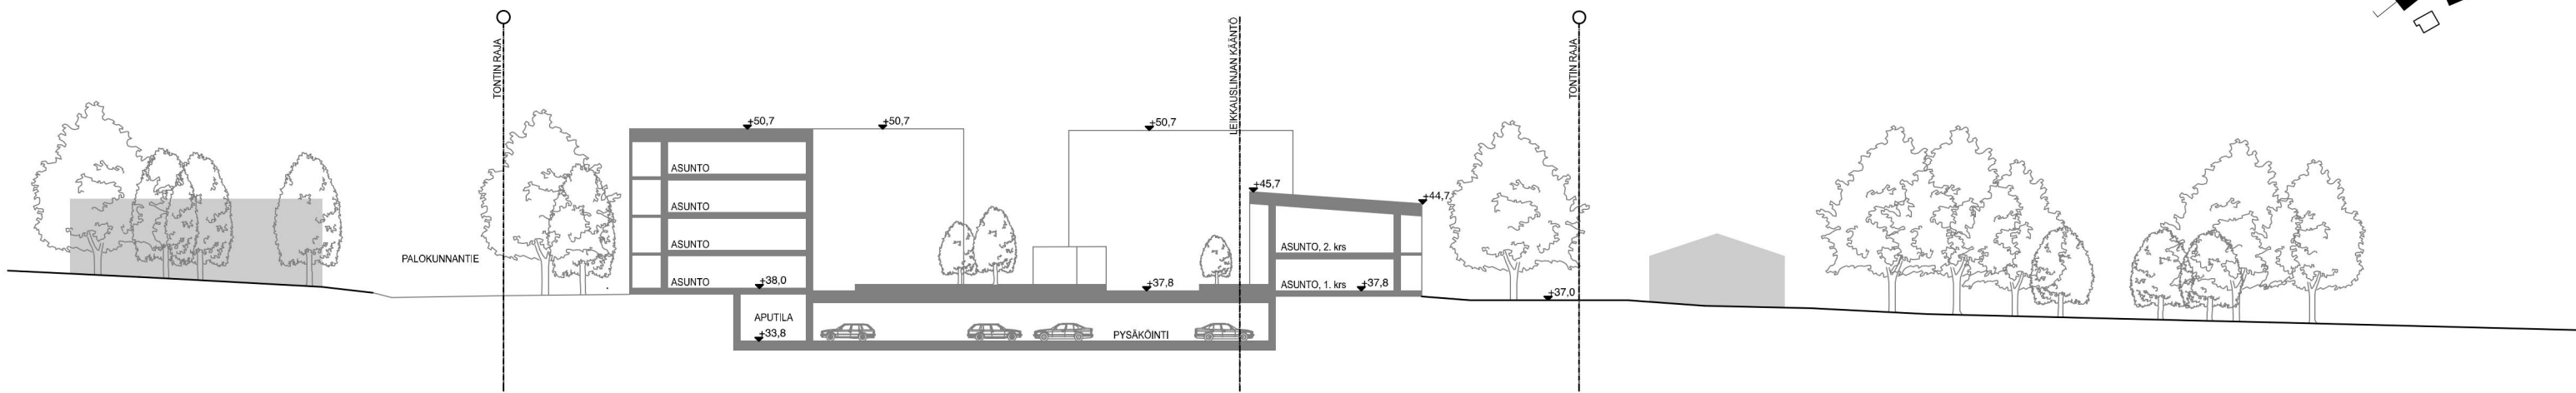 TONTIN RAJA
LEIKKAUSLINJAN KÄÄNTÖ
TONTIN RAJA
+50,7
+50,7
+50,7
ASUNTO
+45,7
+44,7
ASUNTO
ASUNTO
ASUNTO, 2. krs
PALOKUNNANTIE
ASUNTO
+38,0
+37,8
ASUNTO, 1. krs
+37,8
+37,0
APUTILA
+33,8
PYSÄKÖINTI